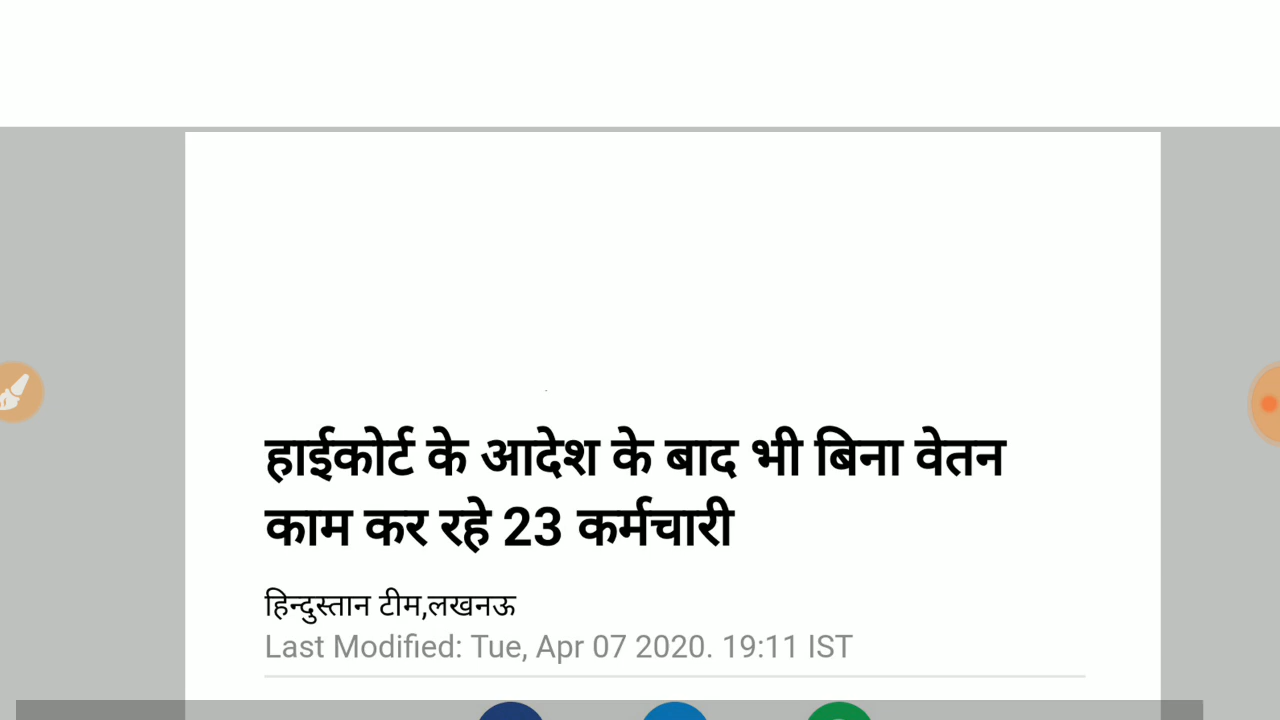 हाईकोर्ट के आदेश के बाद भी बिना वेतन
काम कर रहे 23 कर्मचारी
हिन्दुस्तान टीम,लखनऊ
Last Modified: Tue, Apr 07 2020. 19:11 IST